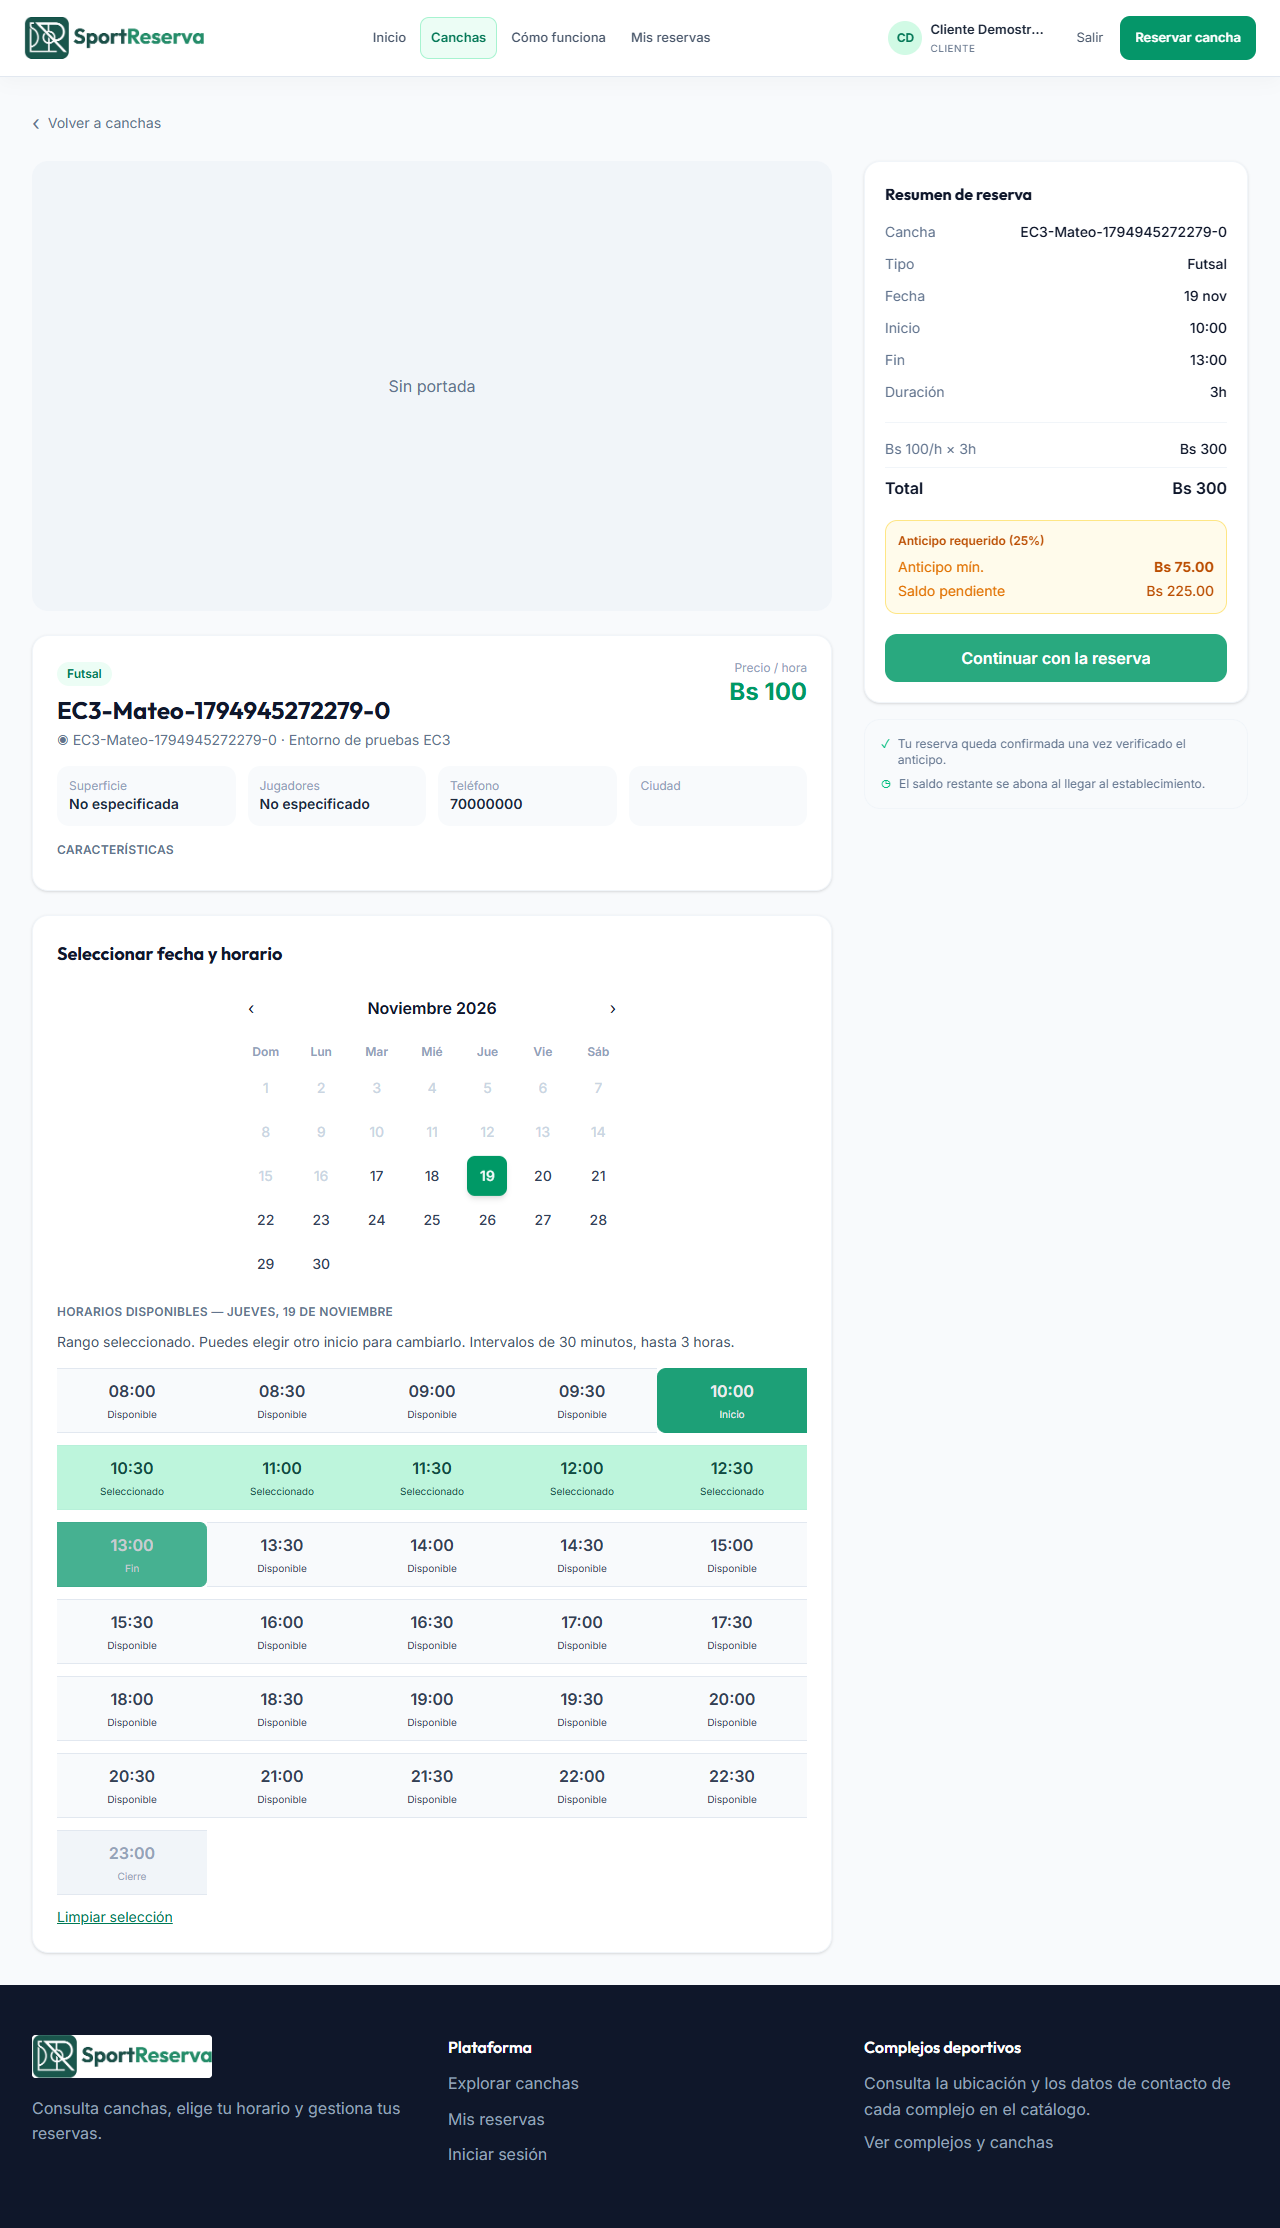 SportReserva
Inicio
Canchas
Cómo funciona
Mis reservas
CD
Cliente Demostr...
CLIENTE
Salir
Reservar cancha
‹ Volver a canchas
Sin portada
Futsal
Precio / hora
Bs 100
EC3-Mateo-1794945272279-0
◉ EC3-Mateo-1794945272279-0 · Entorno de pruebas EC3
Superficie
No especificada
Jugadores
No especificado
Teléfono
70000000
Ciudad
CARACTERÍSTICAS
Resumen de reserva
Cancha EC3-Mateo-1794945272279-0
Tipo Futsal
Fecha 19 nov
Inicio 10:00
Fin 13:00
Duración 3h
Bs 100/h × 3h Bs 300
Total Bs 300
Anticipo requerido (25%)
Anticipo mín. Bs 75.00
Saldo pendiente Bs 225.00
Continuar con la reserva
✓ Tu reserva queda confirmada una vez verificado el
anticipo.
◷ El saldo restante se abona al llegar al establecimiento.
Seleccionar fecha y horario
‹ Noviembre 2026 ›
Dom Lun Mar Mié Jue Vie Sáb
1 2 3 4 5 6 7
8 9 10 11 12 13 14
15 16 17 18 19 20 21
22 23 24 25 26 27 28
29 30
HORARIOS DISPONIBLES — JUEVES, 19 DE NOVIEMBRE
Rango seleccionado. Puedes elegir otro inicio para cambiarlo. Intervalos de 30 minutos, hasta 3 horas.
08:00 08:30 09:00 09:30 10:00
Disponible Disponible Disponible Disponible Inicio
10:30 11:00 11:30 12:00 12:30
Seleccionado Seleccionado Seleccionado Seleccionado Seleccionado
13:00 13:30 14:00 14:30 15:00
Fin Disponible Disponible Disponible Disponible
15:30 16:00 16:30 17:00 17:30
Disponible Disponible Disponible Disponible Disponible
18:00 18:30 19:00 19:30 20:00
Disponible Disponible Disponible Disponible Disponible
20:30 21:00 21:30 22:00 22:30
Disponible Disponible Disponible Disponible Disponible
23:00
Cierre
Limpiar selección
SportReserva
Consulta canchas, elige tu horario y gestiona tus
reservas.
Plataforma
Explorar canchas
Mis reservas
Iniciar sesión
Complejos deportivos
Consulta la ubicación y los datos de contacto de
cada complejo en el catálogo.
Ver complejos y canchas